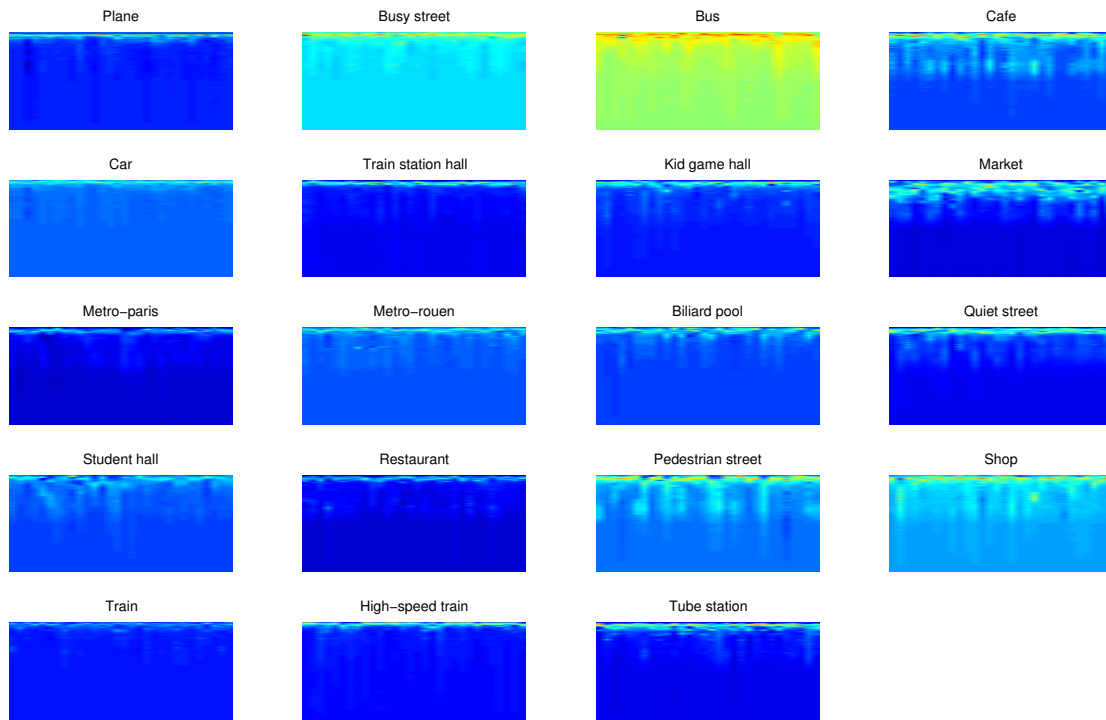 Plane
Busy street
Bus
Cafe
Car
Train station hall
Kid game hall
Market
Metro−paris
Metro−rouen
Biliard pool
Quiet street
Student hall
Restaurant
Pedestrian street
Shop
Train
High−speed train
Tube station